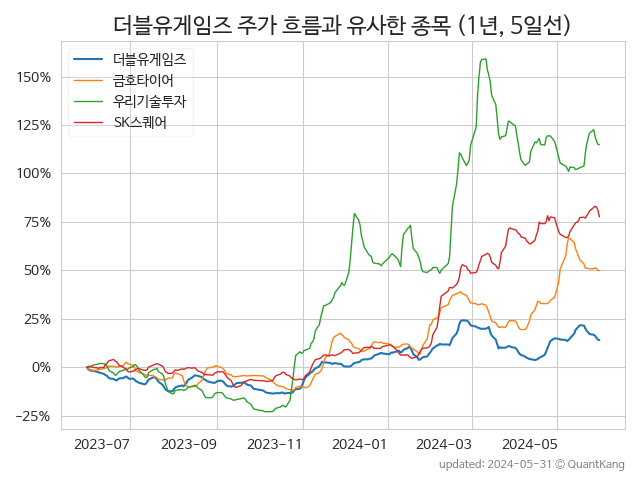 더블유게임즈 주가 흐름과 유사한 종목 (1년, 5일선)
더블유게임즈
금호타이어
우리기술투자
SK스퀘어
150%
125%
100%
75%
50%
25%
0%
−25%
2023-07 2023-09 2023-11 2024-01 2024-03 2024-05
updated: 2024-05-31 © QuantKang